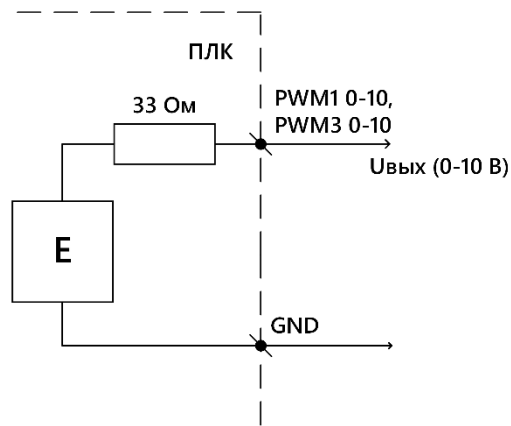 ПЛК
33 Ом
PWM1 0-10,
PWM3 0-10
Uвых (0-10 В)
E
GND